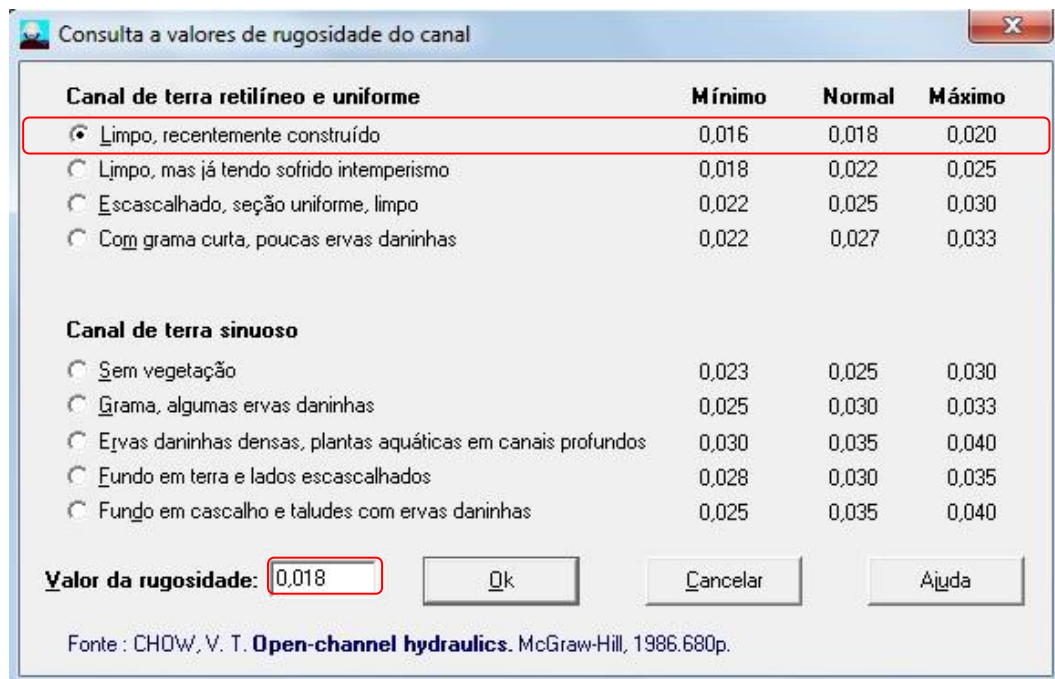 Consulta a valores de rugosidade do canal
Canal de terra retilíneo e uniforme Mínimo Normal Máximo
Limpo, recentemente construído 0,016 0,018 0,020
Limpo, mas já tendo sofrido intemperismo 0,018 0,022 0,025
Escascalhado, seção uniforme, limpo 0,022 0,025 0,030
Com grama curta, poucas ervas daninhas 0,022 0,027 0,033
Canal de terra sinuoso
Sem vegetação 0,023 0,025 0,030
Grama, algumas ervas daninhas 0,025 0,030 0,033
Ervas daninhas densas, plantas aquáticas em canais profundos 0,030 0,035 0,040
Fundo em terra e lados escascalhados 0,028 0,030 0,035
Fundo em cascalho e taludes com ervas daninhas 0,025 0,035 0,040
Valor da rugosidade: 0,018 Ok Cancelar Ajuda
Fonte : CHOW, V. T. Open-channel hydraulics. McGraw-Hill, 1986.680p.